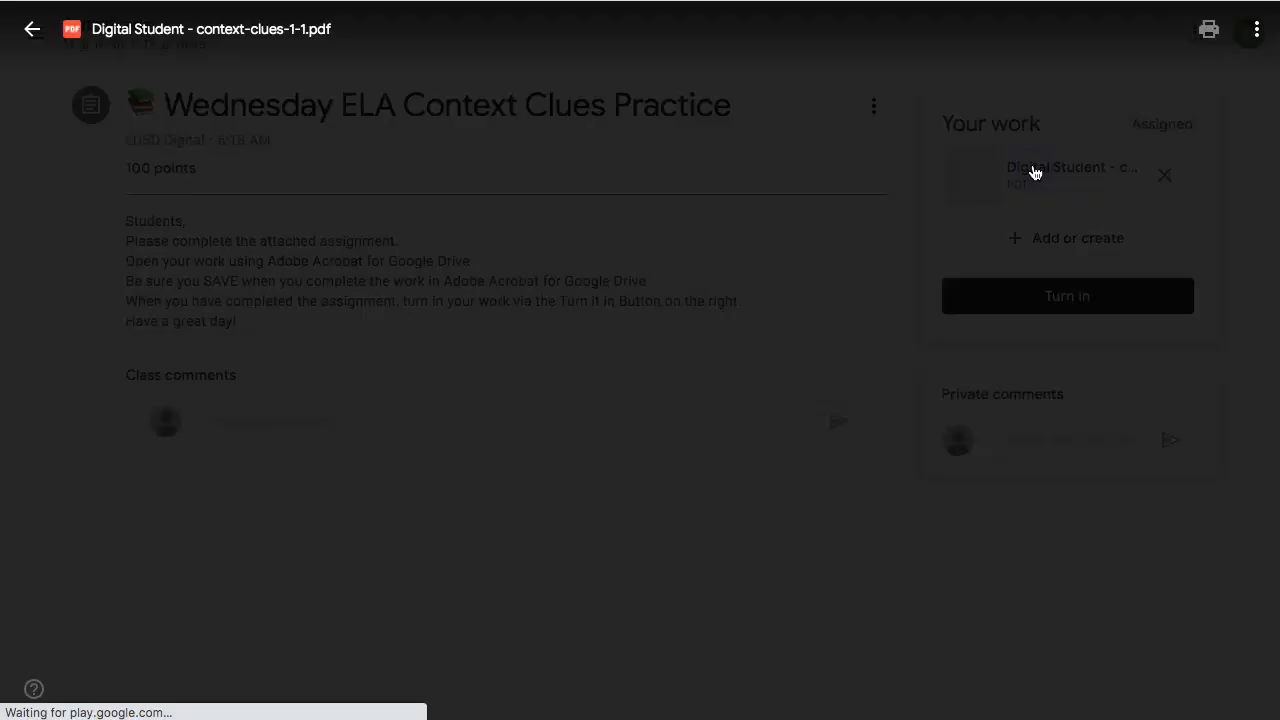 PDF Digital Student - context-clues-1-1.pdf
Wednesday ELA Context Clues Practice
LUSD Digital - 6:18 AM
100 points
Students,
Please complete the attached assignment.
Open your work using Adobe Acrobat for Google Drive
Be sure you SAVE when you complete the work in Adobe Acrobat for Google Drive
When you have completed the assignment, turn in your work via the Turn it in Button on the right
Have a great day!
Class comments
Your work Assigned
Digital Student - c...
PDF
+ Add or create
Turn in
Private comments
Waiting for play.google.com...